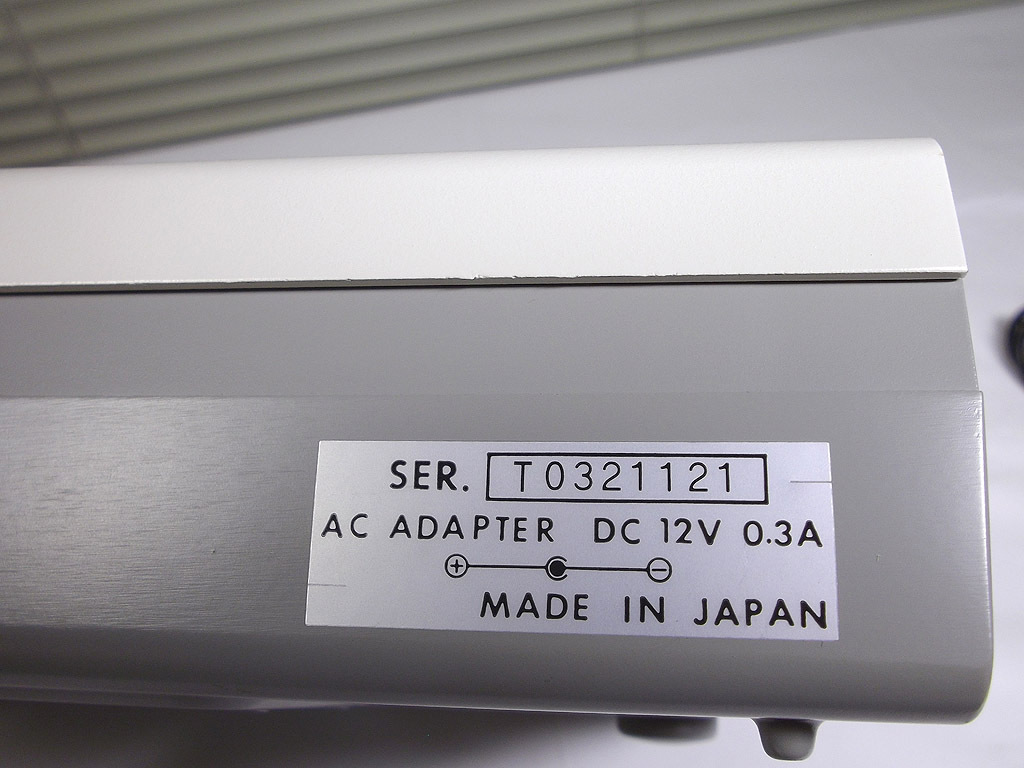 SER. T0321121
AC ADAPTER DC 12V 0.3A
MADE IN JAPAN